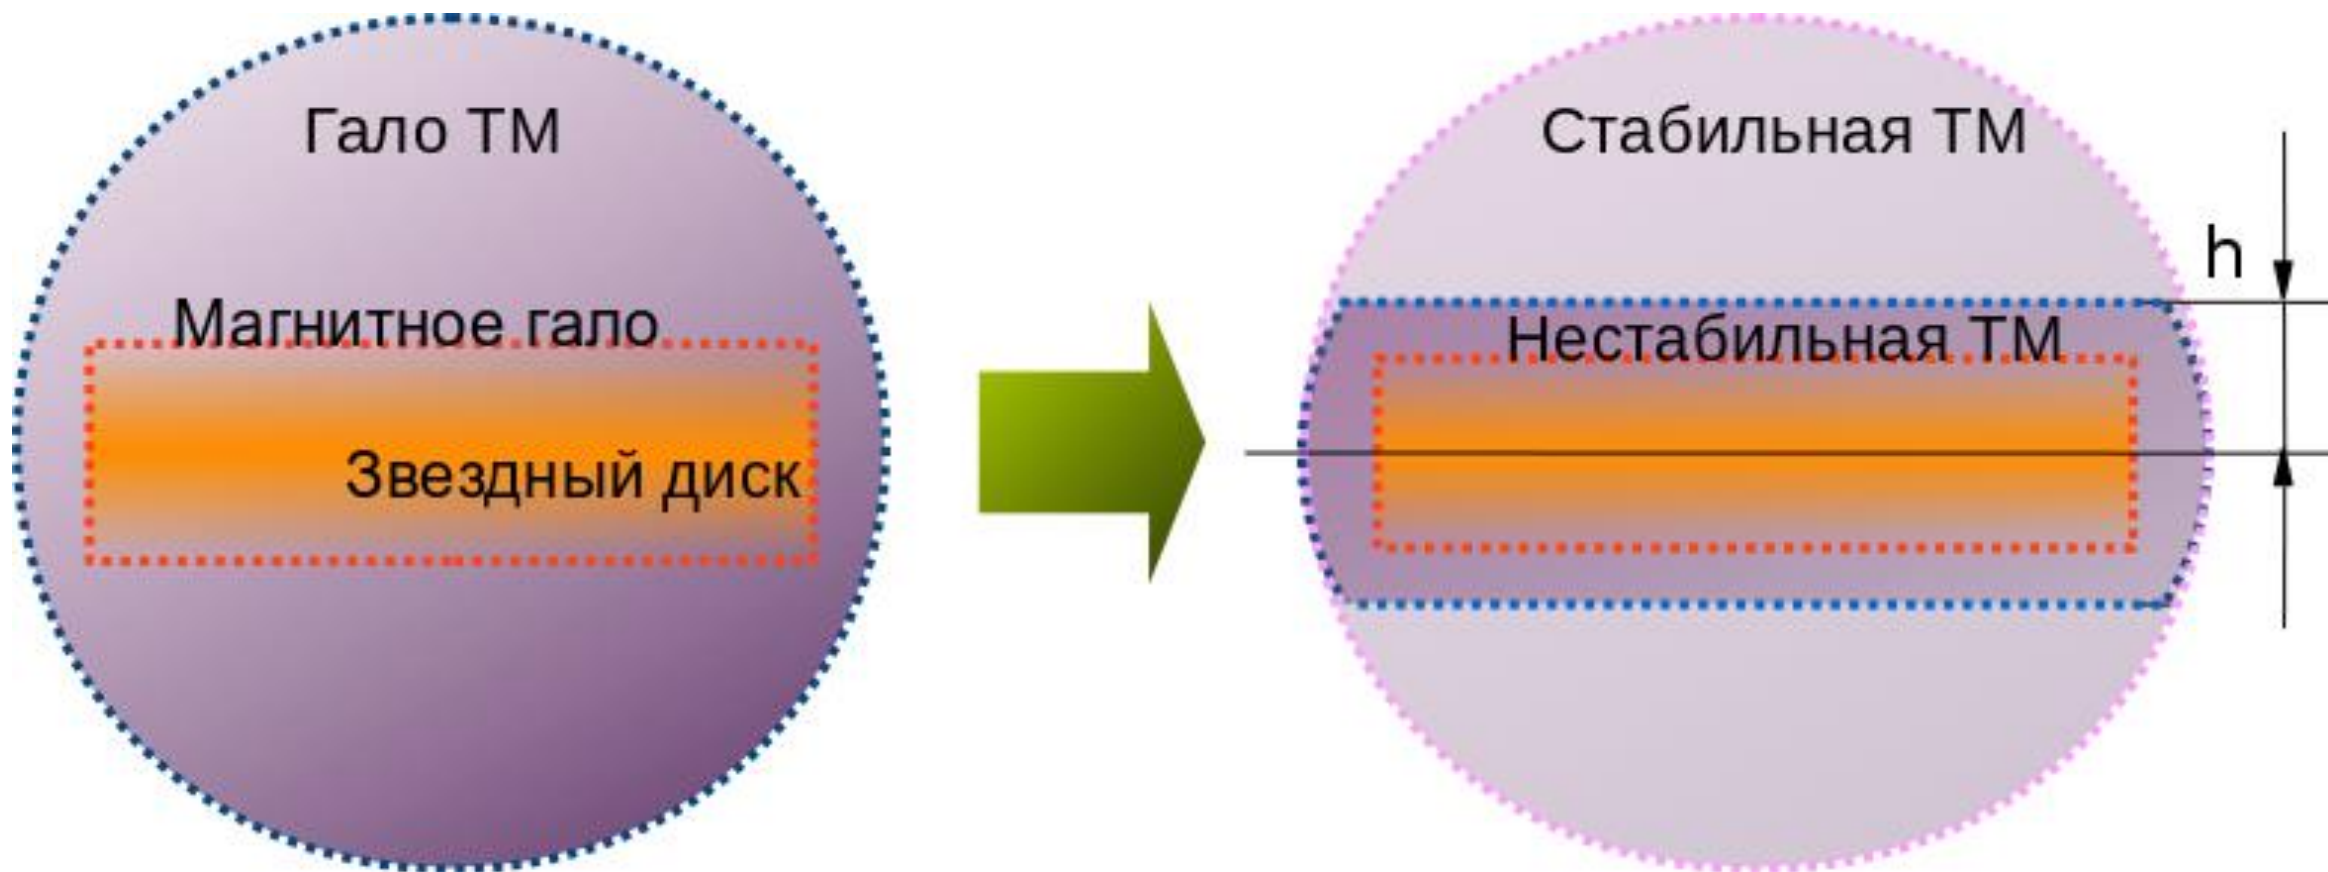 Гало ТМ
Магнитное гало
Звездный диск
Стабильная ТМ
h
Нестабильная ТМ